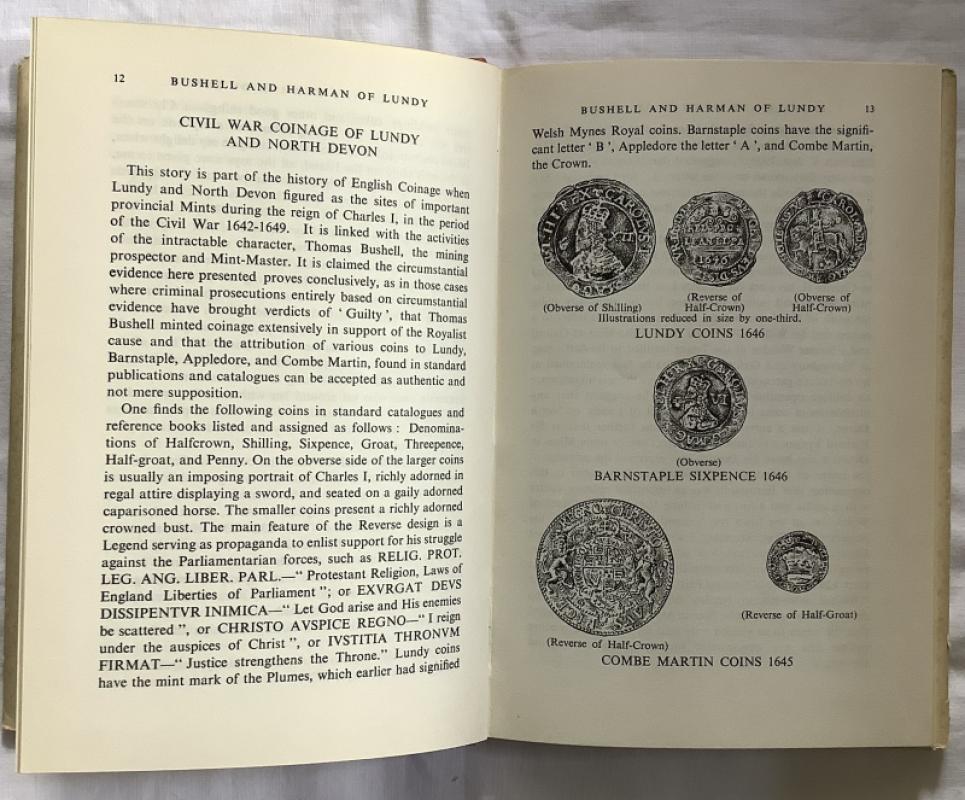 12 BUSHELL AND HARMAN OF LUNDY
CIVIL WAR COINAGE OF LUNDY
AND NORTH DEVON
This story is part of the history of English Coinage when
Lundy and North Devon figured as the sites of important
provincial Mints during the reign of Charles I, in the period
of the Civil War 1642-1649. It is linked with the activities
of the intractable character, Thomas Bushell, the mining
prospector and Mint-Master. It is claimed the circumstantial
evidence here presented proves conclusively, as in those cases
where criminal prosecutions entirely based on circumstantial
evidence have brought verdicts of ‘ Guilty ’, that Thomas
Bushell minted coinage extensively in support of the Royalist
cause and that the attribution of various coins to Lundy,
Barnstaple, Appledore, and Combe Martin, found in standard
publications and catalogues can be accepted as authentic and
not mere supposition.
One finds the following coins in standard catalogues and
reference books listed and assigned as follows : Denomina-
tions of Halfcrown, Shilling, Sixpence, Groat, Threepence,
Half-groat, and Penny. On the obverse side of the larger coins
is usually an imposing portrait of Charles I, richly adorned in
regal attire displaying a sword, and seated on a gaily adorned
caparisoned horse. The smaller coins present a richly adorned
crowned bust. The main feature of the Reverse design is a
Legend serving as propaganda to enlist support for his struggle
against the Parliamentarian forces, such as RELIG. PROT.
LEG. ANG. LIBER. PARL.—“ Protestant Religion, Laws of
England Liberties of Parliament ”; or EXVRGAT DEVS
DISSIPENTVR INIMICA—“ Let God arise and His enemies
be scattered ”, or CHRISTO AVSPICE REGNO—“ I reign
under the auspices of Christ ”, or IVSTITIA THRONVM
FIRMAT—“ Justice strengthens the Throne.” Lundy coins
have the mint mark of the Plumes, which earlier had signified
BUSHELL AND HARMAN OF LUNDY 13
Welsh Mynes Royal coins. Barnstaple coins have the signifi-
cant letter ‘ B ’, Appledore the letter ‘ A ’, and Combe Martin,
the Crown.
1646
(Obverse of Shilling)
(Reverse of
Half-Crown)
(Obverse of
Half-Crown)
Illustrations reduced in size by one-third.
LUNDY COINS 1646
VI
(Obverse)
BARNSTAPLE SIXPENCE 1646
(Reverse of Half-Crown)
(Reverse of Half-Groat)
COMBE MARTIN COINS 1645